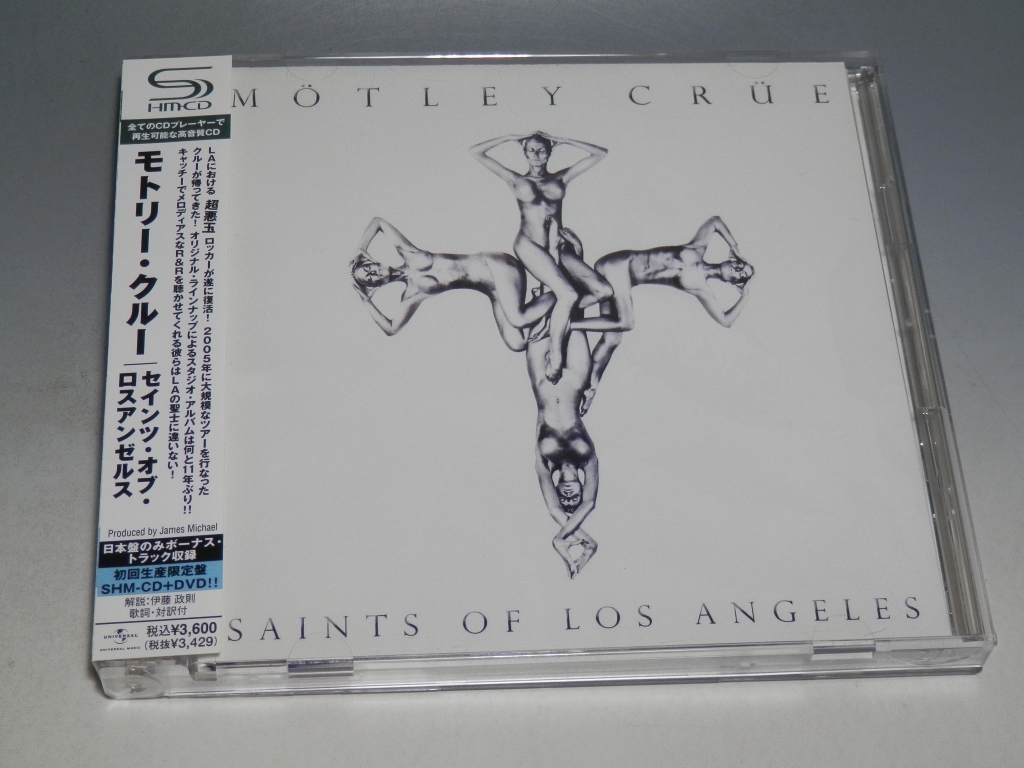 SHM-CD
全てのCDプレーヤーで
再生可能な高音質CD
モトリー・クルー
セインツ・オブ・
ロスアンゼルス
LAにおける 超悪玉 ロッカーが遂に復活! 2005年に大規模なツアーを行なった
クルーが帰ってきた! オリジナル・ラインナップによるスタジオ・アルバムは何と11年ぶり!!
キャッチーでメロディアスなR&Rを聴かせてくれる彼らはLAの聖士に違いない!
Produced by James Michael
日本盤のみボーナス・
トラック収録
初回生産限定盤
SHM-CD+DVD!!
解説:伊藤 政則
歌詞・対訳付
UNIVERSAL
UNIVERSAL MUSIC
税込¥3,600
(税抜¥3,429)
MÖTLEY CRÜE
SAINTS OF LOS ANGELES